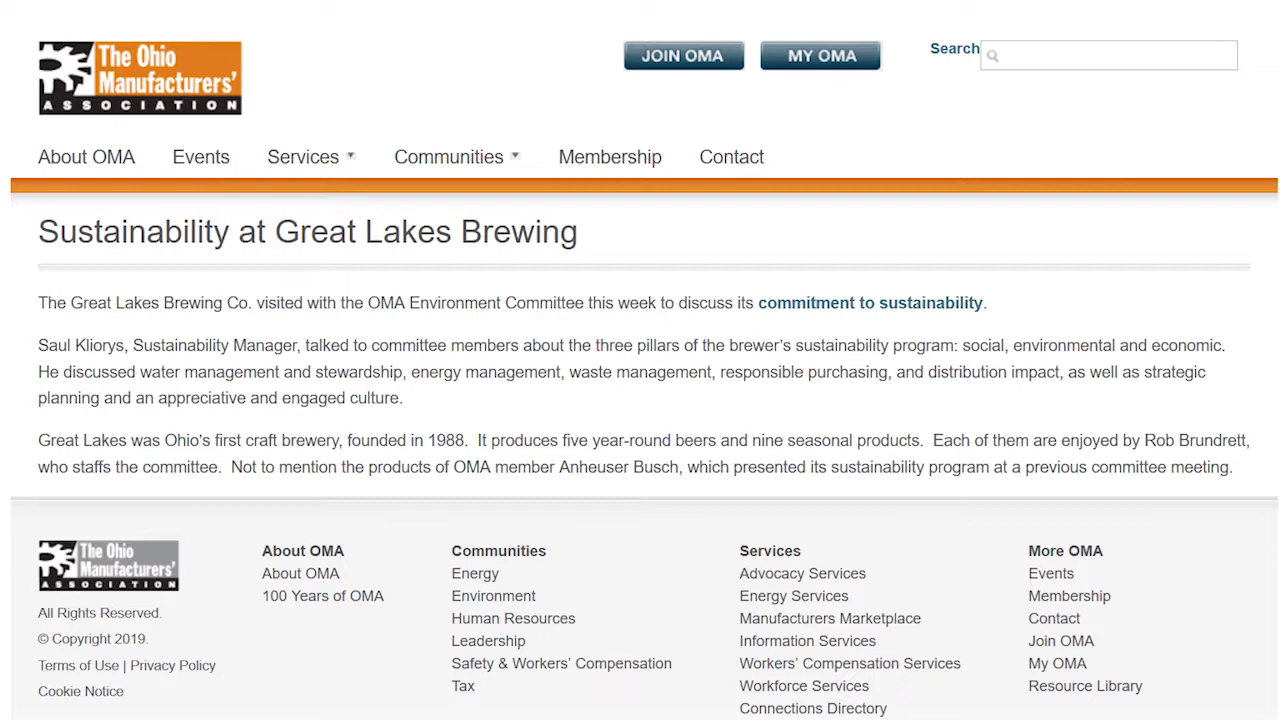 The Ohio
Manufacturers'
ASSOCIATION
JOIN OMA
MY OMA
Search
About OMA
Events
Services
Communities
Membership
Contact
Sustainability at Great Lakes Brewing
The Great Lakes Brewing Co. visited with the OMA Environment Committee this week to discuss its commitment to sustainability.
Saul Kliorys, Sustainability Manager, talked to committee members about the three pillars of the brewer’s sustainability program: social, environmental and economic.
He discussed water management and stewardship, energy management, waste management, responsible purchasing, and distribution impact, as well as strategic
planning and an appreciative and engaged culture.
Great Lakes was Ohio’s first craft brewery, founded in 1988.  It produces five year-round beers and nine seasonal products.  Each of them are enjoyed by Rob Brundrett,
who staffs the committee.  Not to mention the products of OMA member Anheuser Busch, which presented its sustainability program at a previous committee meeting.
The Ohio
Manufacturers'
ASSOCIATION
All Rights Reserved.
© Copyright 2019.
Terms of Use | Privacy Policy
Cookie Notice
About OMA
About OMA
100 Years of OMA
Communities
Energy
Environment
Human Resources
Leadership
Safety & Workers’ Compensation
Tax
Services
Advocacy Services
Energy Services
Manufacturers Marketplace
Information Services
Workers’ Compensation Services
Workforce Services
Connections Directory
More OMA
Events
Membership
Contact
Join OMA
My OMA
Resource Library